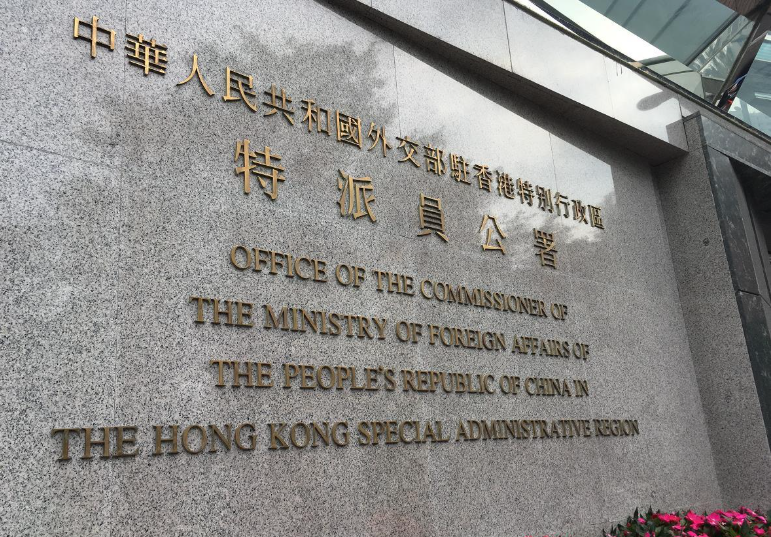 中華人民共和國外交部駐香港特別行政區
特派員公署
OFFICE OF THE COMMISSIONER OF
THE MINISTRY OF FOREIGN AFFAIRS OF
THE PEOPLE'S REPUBLIC OF CHINA IN
THE HONG KONG SPECIAL ADMINISTRATIVE REGION